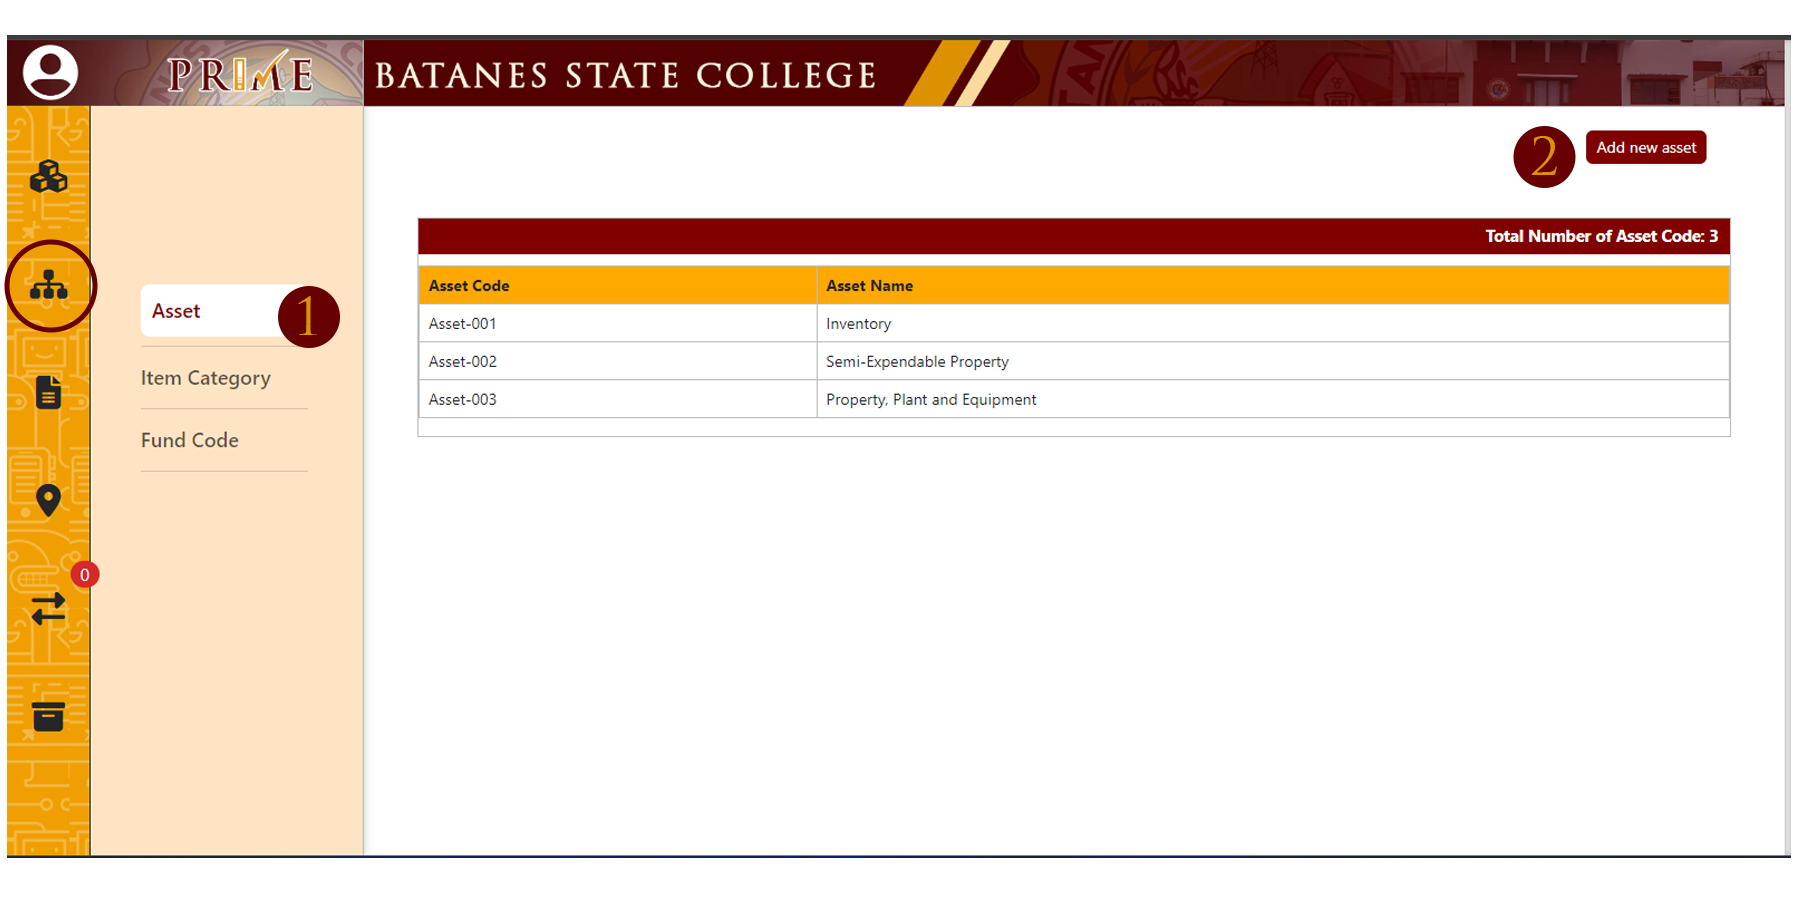 PRIME
BATANES STATE COLLEGE
2
Add new asset
Total Number of Asset Code: 3
Asset Code Asset Name
Asset-001 Inventory
Asset-002 Semi-Expendable Property
Asset-003 Property, Plant and Equipment
Asset
1
Item Category
Fund Code
0